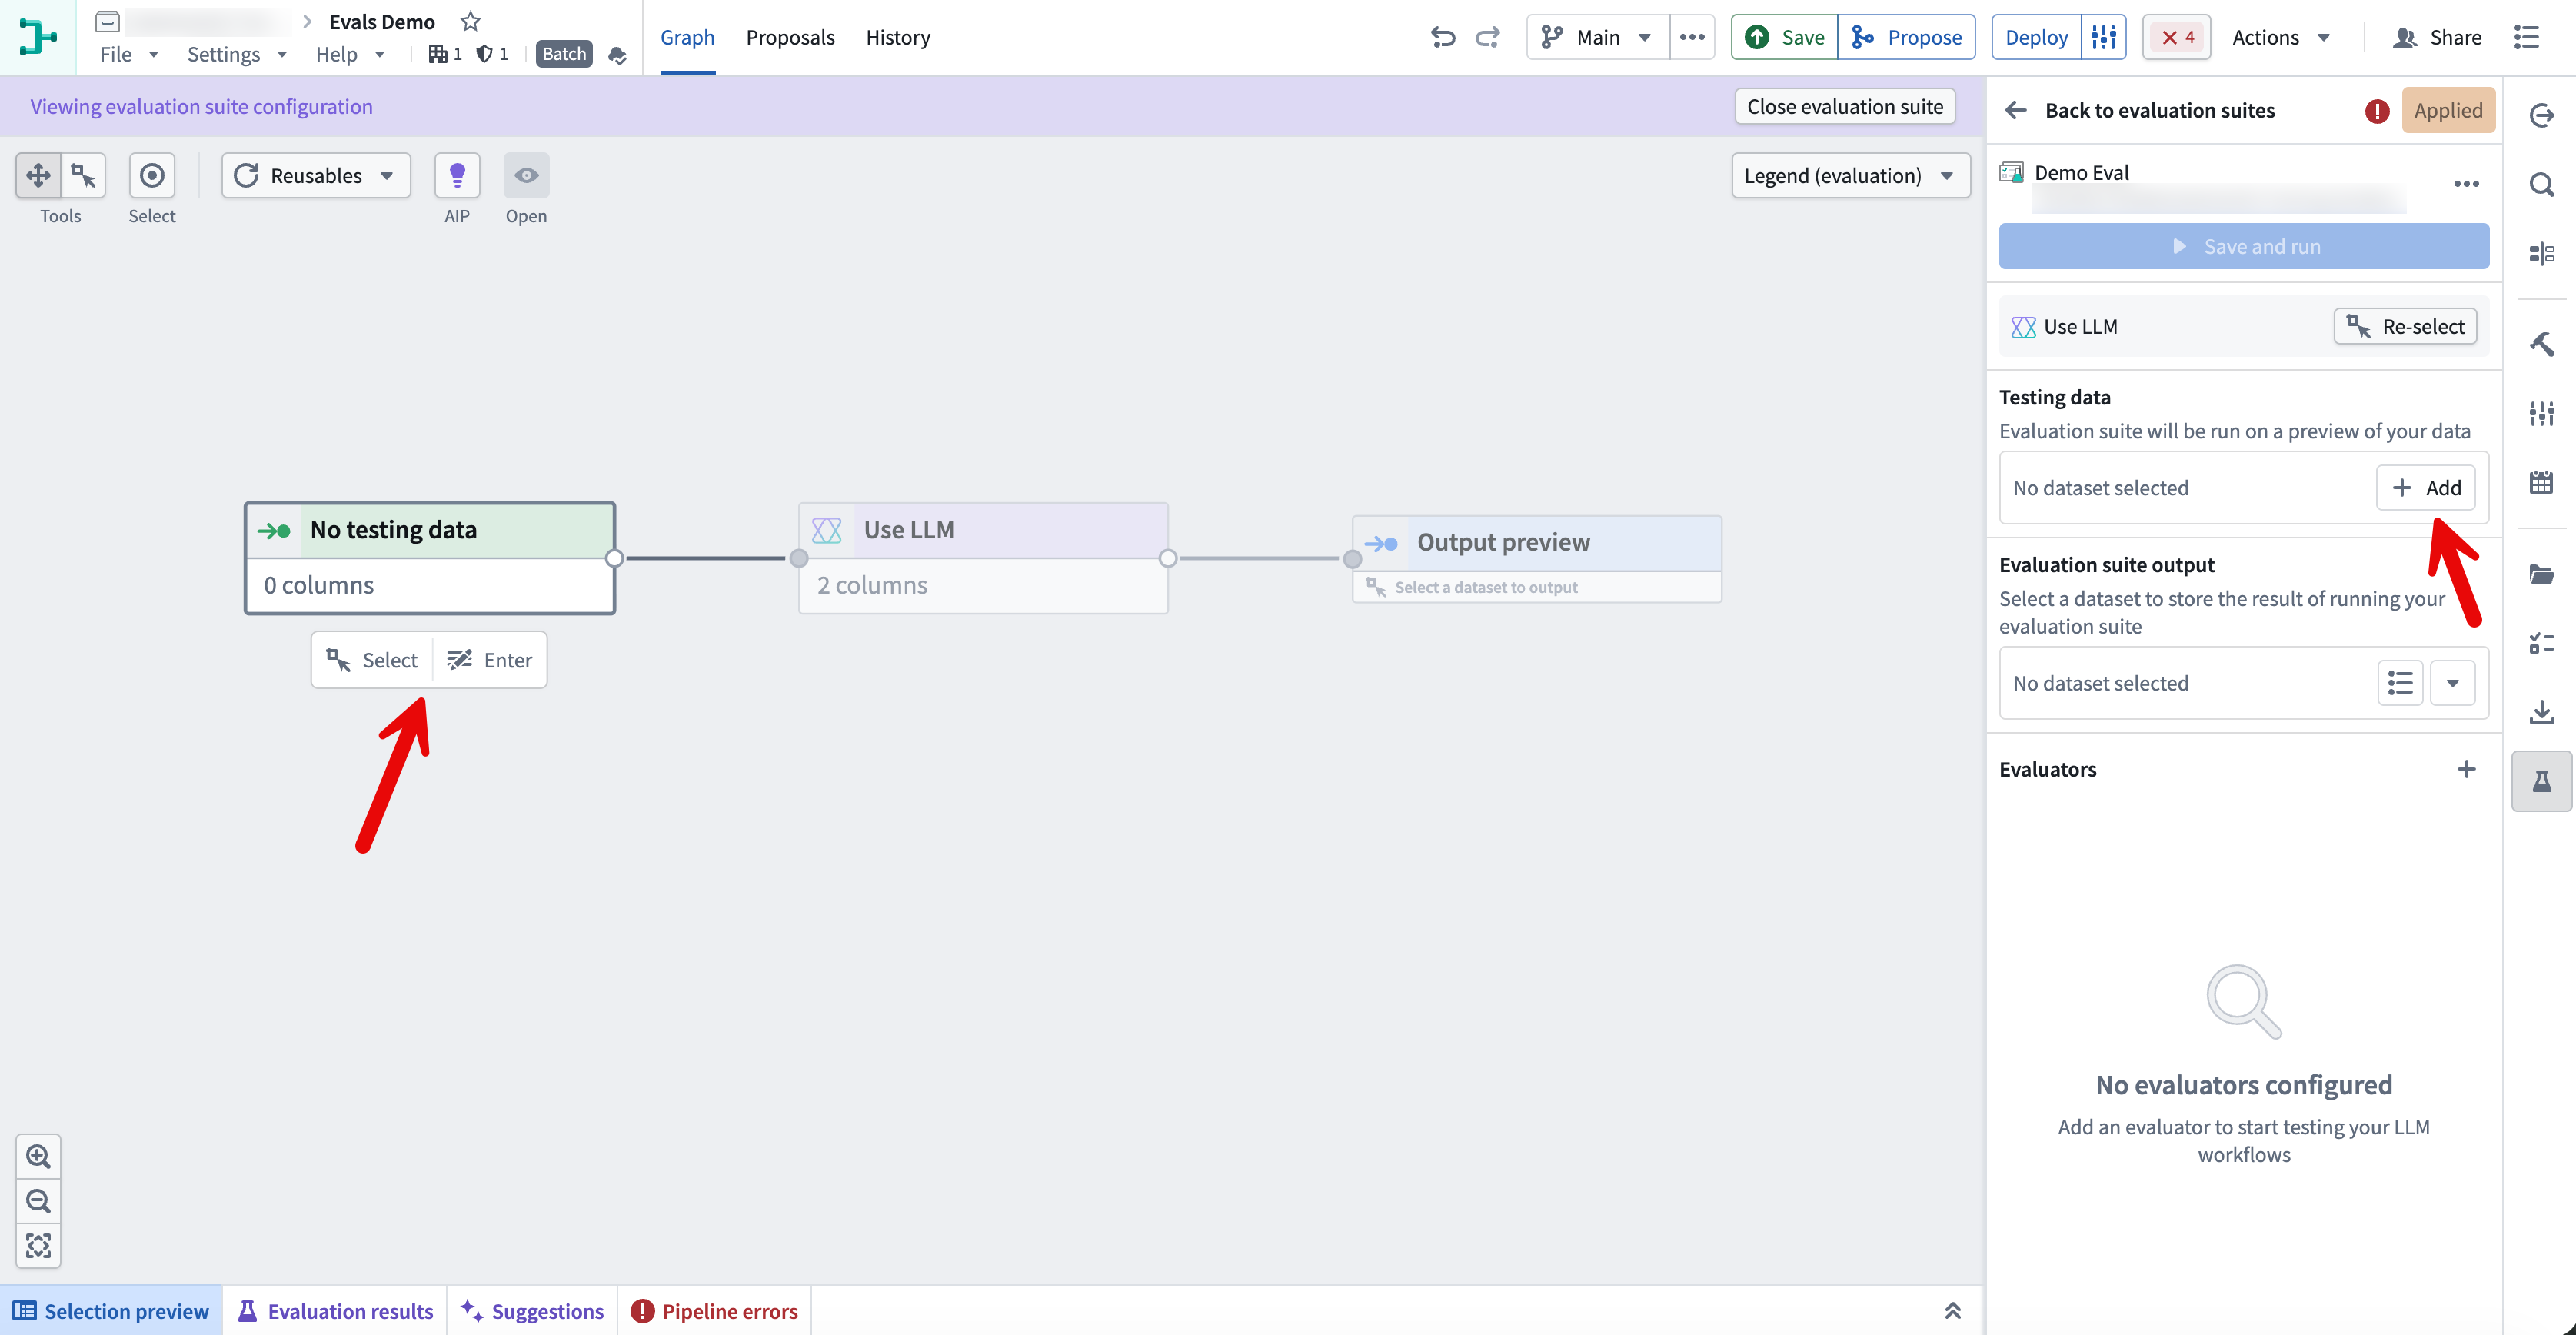 Evals Demo
File
Settings
Help
1
1
Batch
Graph
Proposals
History
Main
Save
Propose
Deploy
4
Actions
Share
Viewing evaluation suite configuration
Close evaluation suite
Tools
Select
Reusables
AIP
Open
Legend (evaluation)
No testing data
0 columns
Select
Enter
Use LLM
2 columns
Output preview
Select a dataset to output
Back to evaluation suites
Applied
Demo Eval
Save and run
Use LLM
Re-select
Testing data
Evaluation suite will be run on a preview of your data
No dataset selected
Add
Evaluation suite output
Select a dataset to store the result of running your
evaluation suite
No dataset selected
Evaluators
No evaluators configured
Add an evaluator to start testing your LLM
workflows
Selection preview
Evaluation results
Suggestions
Pipeline errors